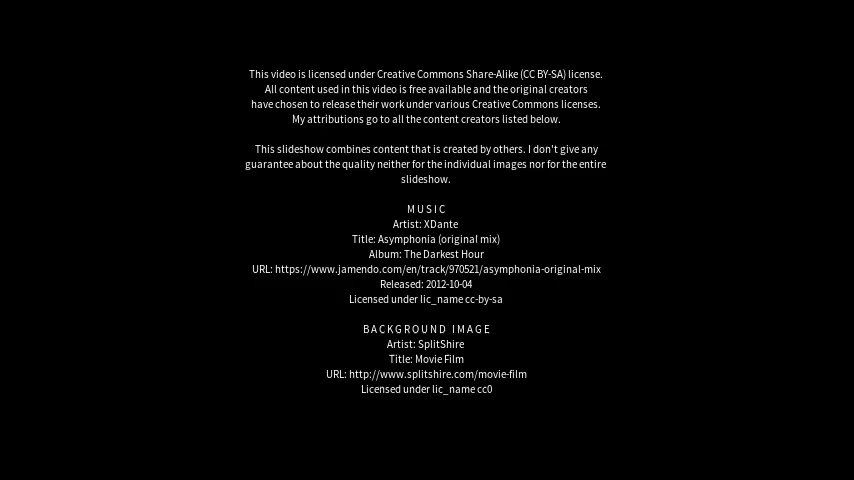 This video is licensed under Creative Commons Share-Alike (CC BY-SA) license.
All content used in this video is free available and the original creators
have chosen to release their work under various Creative Commons licenses.
My attributions go to all the content creators listed below.
This slideshow combines content that is created by others. I don't give any
guarantee about the quality neither for the individual images nor for the entire
slideshow.
MUSIC
Artist: XDante
Title: Asymphonia (original mix)
Album: The Darkest Hour
URL: https://www.jamendo.com/en/track/970521/asymphonia-original-mix
Released: 2012-10-04
Licensed under lic_name cc-by-sa
BACKGROUND IMAGE
Artist: SplitShire
Title: Movie Film
URL: http://www.splitshire.com/movie-film
Licensed under lic_name cc0